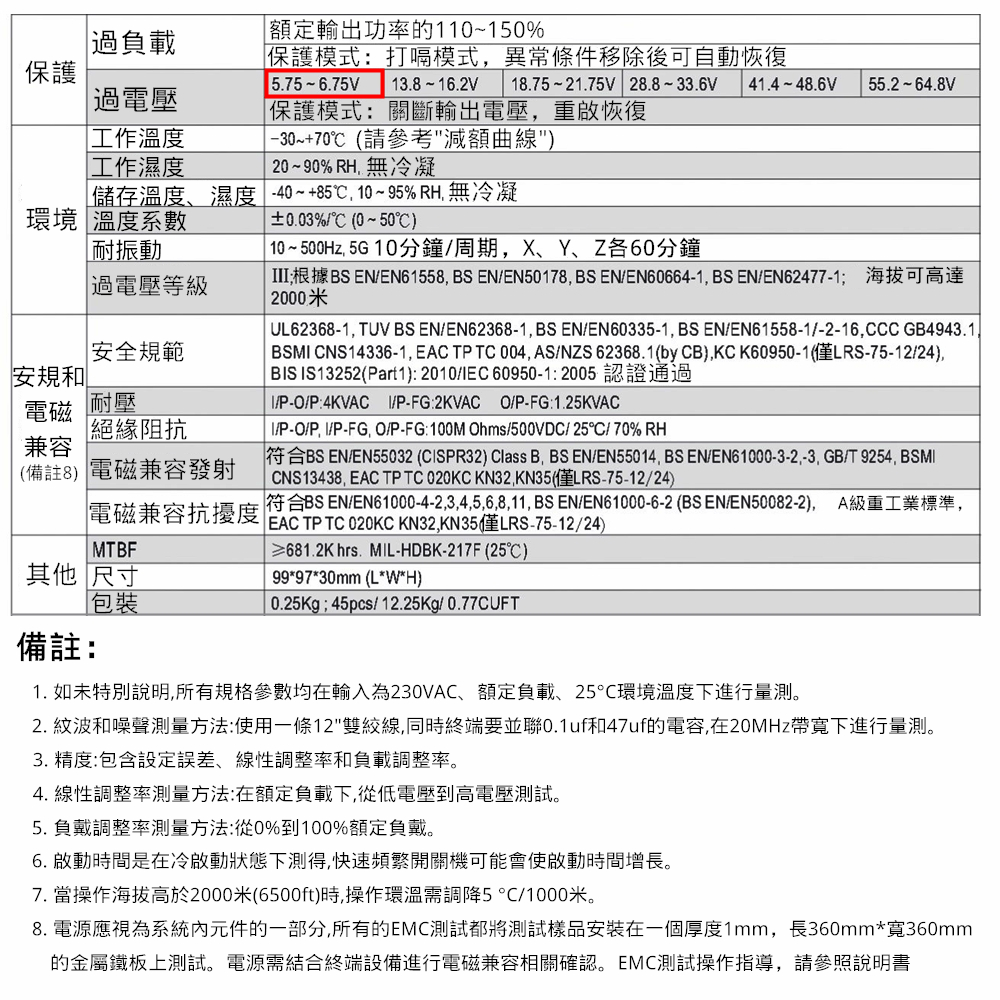 保護
過負載
額定輸出功率的110~150%
保護模式：打嗝模式，異常條件移除後可自動恢復
過電壓
5.75~6.75V 13.8~16.2V 18.75~21.75V 28.8~33.6V 41.4~48.6V 55.2~64.8V
保護模式：關斷輸出電壓，重啟恢復
環境
工作溫度
-30~+70℃ (請參考"減額曲線")
工作濕度
20~90% RH, 無冷凝
儲存溫度、濕度
-40~+85℃, 10~95% RH, 無冷凝
溫度系數
±0.03%/℃ (0~50℃)
耐振動
10~500Hz, 5G 10分鐘/周期，X、Y、Z各60分鐘
過電壓等級
III;根據BS EN/EN61558, BS EN/EN50178, BS EN/EN60664-1, BS EN/EN62477-1; 海拔可高達
2000米
安規和
電磁
兼容
(備註8)
安全規範
UL62368-1, TUV BS EN/EN62368-1, BS EN/EN60335-1, BS EN/EN61558-1/-2-16,CCC GB4943.1,
BSMI CNS14336-1, EAC TP TC 004, AS/NZS 62368.1(by CB),KC K60950-1(僅LRS-75-12/24),
BIS IS13252(Part1): 2010/IEC 60950-1: 2005 認證通過
耐壓
I/P-O/P:4KVAC I/P-FG:2KVAC O/P-FG:1.25KVAC
絕緣阻抗
I/P-O/P, I/P-FG, O/P-FG:100M Ohms/500VDC/ 25℃/ 70% RH
電磁兼容發射
符合BS EN/EN55032 (CISPR32) Class B, BS EN/EN55014, BS EN/EN61000-3-2,-3, GB/T 9254, BSMI
CNS13438, EAC TP TC 020KC KN32,KN35(僅LRS-75-12/24)
電磁兼容抗擾度
符合BS EN/EN61000-4-2,3,4,5,6,8,11, BS EN/EN61000-6-2 (BS EN/EN50082-2), A級重工業標準，
EAC TP TC 020KC KN32,KN35(僅LRS-75-12/24)
其他
MTBF
≥681.2K hrs. MIL-HDBK-217F (25℃)
尺寸
99*97*30mm (L*W*H)
包裝
0.25Kg ; 45pcs/ 12.25Kg/ 0.77CUFT
備註：
1. 如未特別說明,所有規格參數均在輸入為230VAC、額定負載、25°C環境溫度下進行量測。
2. 紋波和噪聲測量方法:使用一條12"雙絞線,同時終端要並聯0.1uf和47uf的電容,在20MHz帶寬下進行量測。
3. 精度:包含設定誤差、線性調整率和負載調整率。
4. 線性調整率測量方法:在額定負載下,從低電壓到高電壓測試。
5. 負戴調整率測量方法:從0%到100%額定負戴。
6. 啟動時間是在冷啟動狀態下測得,快速頻繁開關機可能會使啟動時間增長。
7. 當操作海拔高於2000米(6500ft)時,操作環溫需調降5 °C/1000米。
8. 電源應視為系統內元件的一部分,所有的EMC測試都將測試樣品安裝在一個厚度1mm，長360mm*寬360mm
的金屬鐵板上測試。電源需結合終端設備進行電磁兼容相關確認。EMC測試操作指導，請參照說明書